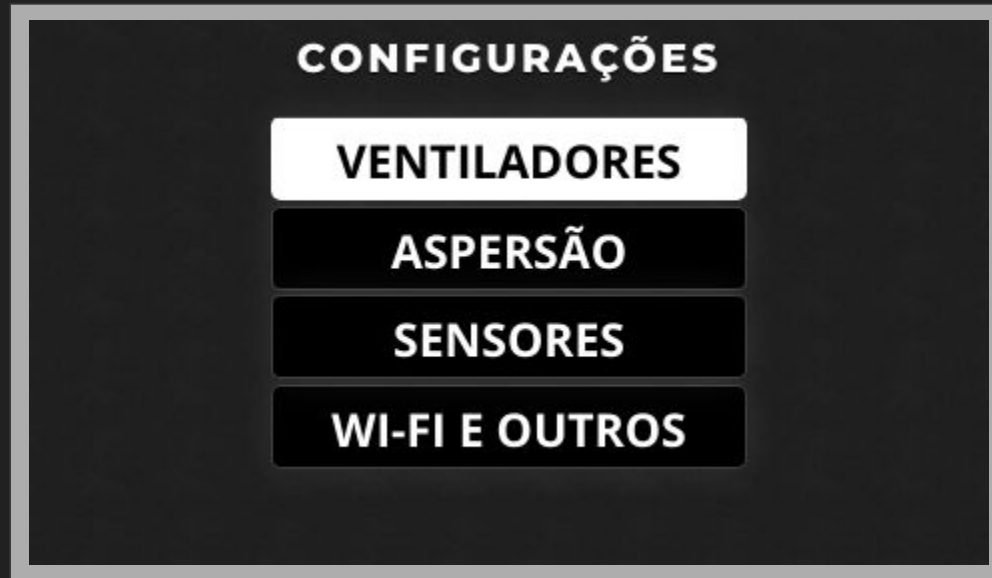 CONFIGURAÇÕES
VENTILADORES
ASPERSÃO
SENSORES
WI-FI E OUTROS